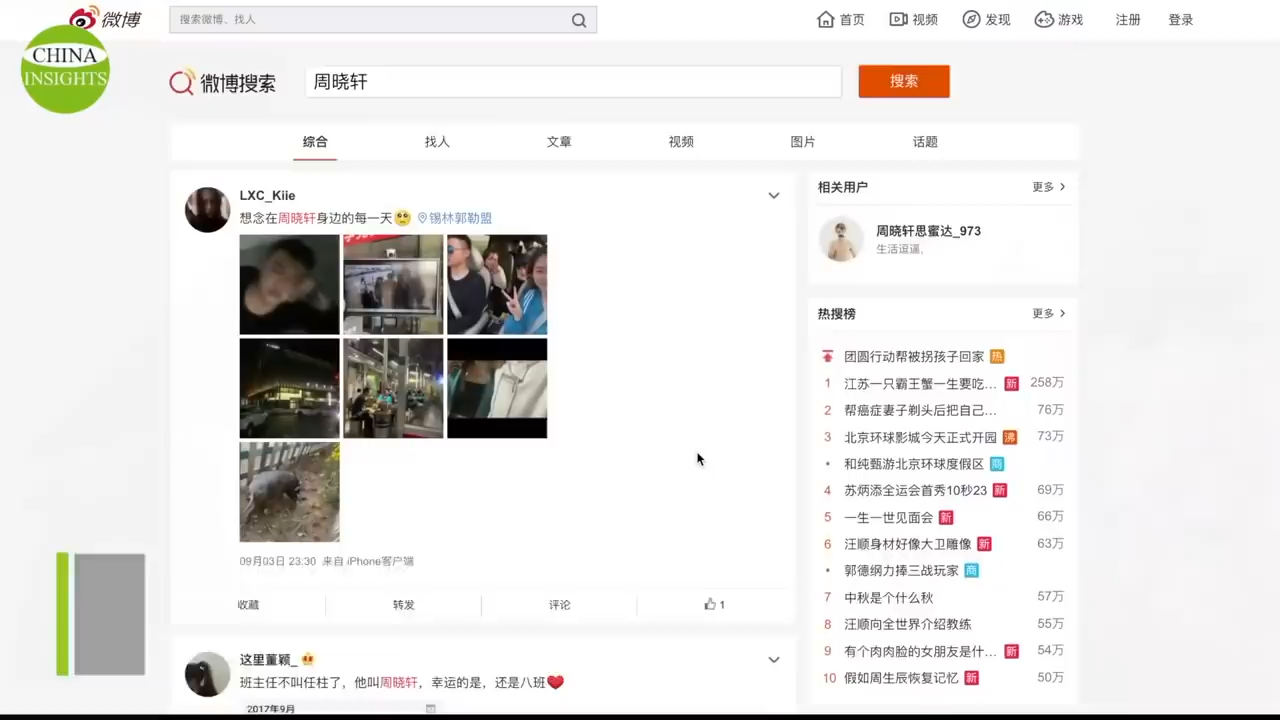 微博
搜索微博、找人
首页
视频
发现
游戏
注册
登录
CHINA
INSIGHTS
微博搜索
周晓轩
搜索
综合
找人
文章
视频
图片
话题
LXC_Kiie
想念在周晓轩身边的每一天🥺 锡林郭勒盟
09月03日 23:30 来自 iPhone客户端
收藏
转发
评论
1
这里董颖_
班主任不叫任柱了，他叫周晓轩，幸运的是，还是八班❤
2017年9月
相关用户
更多
周晓轩思蜜达_973
生活逗逼，
热搜榜
更多
团圆行动帮被拐孩子回家 热
1 江苏一只霸王蟹一生要吃... 新 258万
2 帮癌症妻子剃头后把自己... 76万
3 北京环球影城今天正式开园 沸 73万
• 和纯甄游北京环球度假区 商
4 苏炳添全运会首秀10秒23 新 69万
5 一生一世见面会 新 66万
6 汪顺身材好像大卫雕像 新 63万
• 郭德纲力捧三战玩家 商
7 中秋是个什么秋 57万
8 汪顺向全世界介绍教练 55万
9 有个肉肉脸的女朋友是什... 新 54万
10 假如周生辰恢复记忆 新 50万